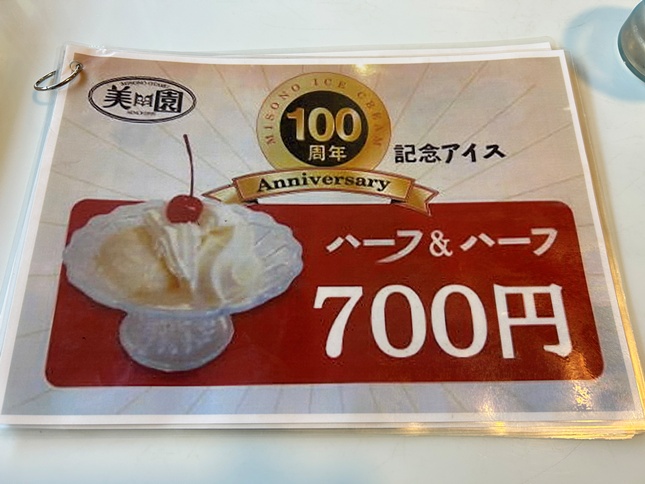 美園
MISONO ICE CREAM
100
周年
Anniversary
記念アイス
ハーフ&ハーフ
700円